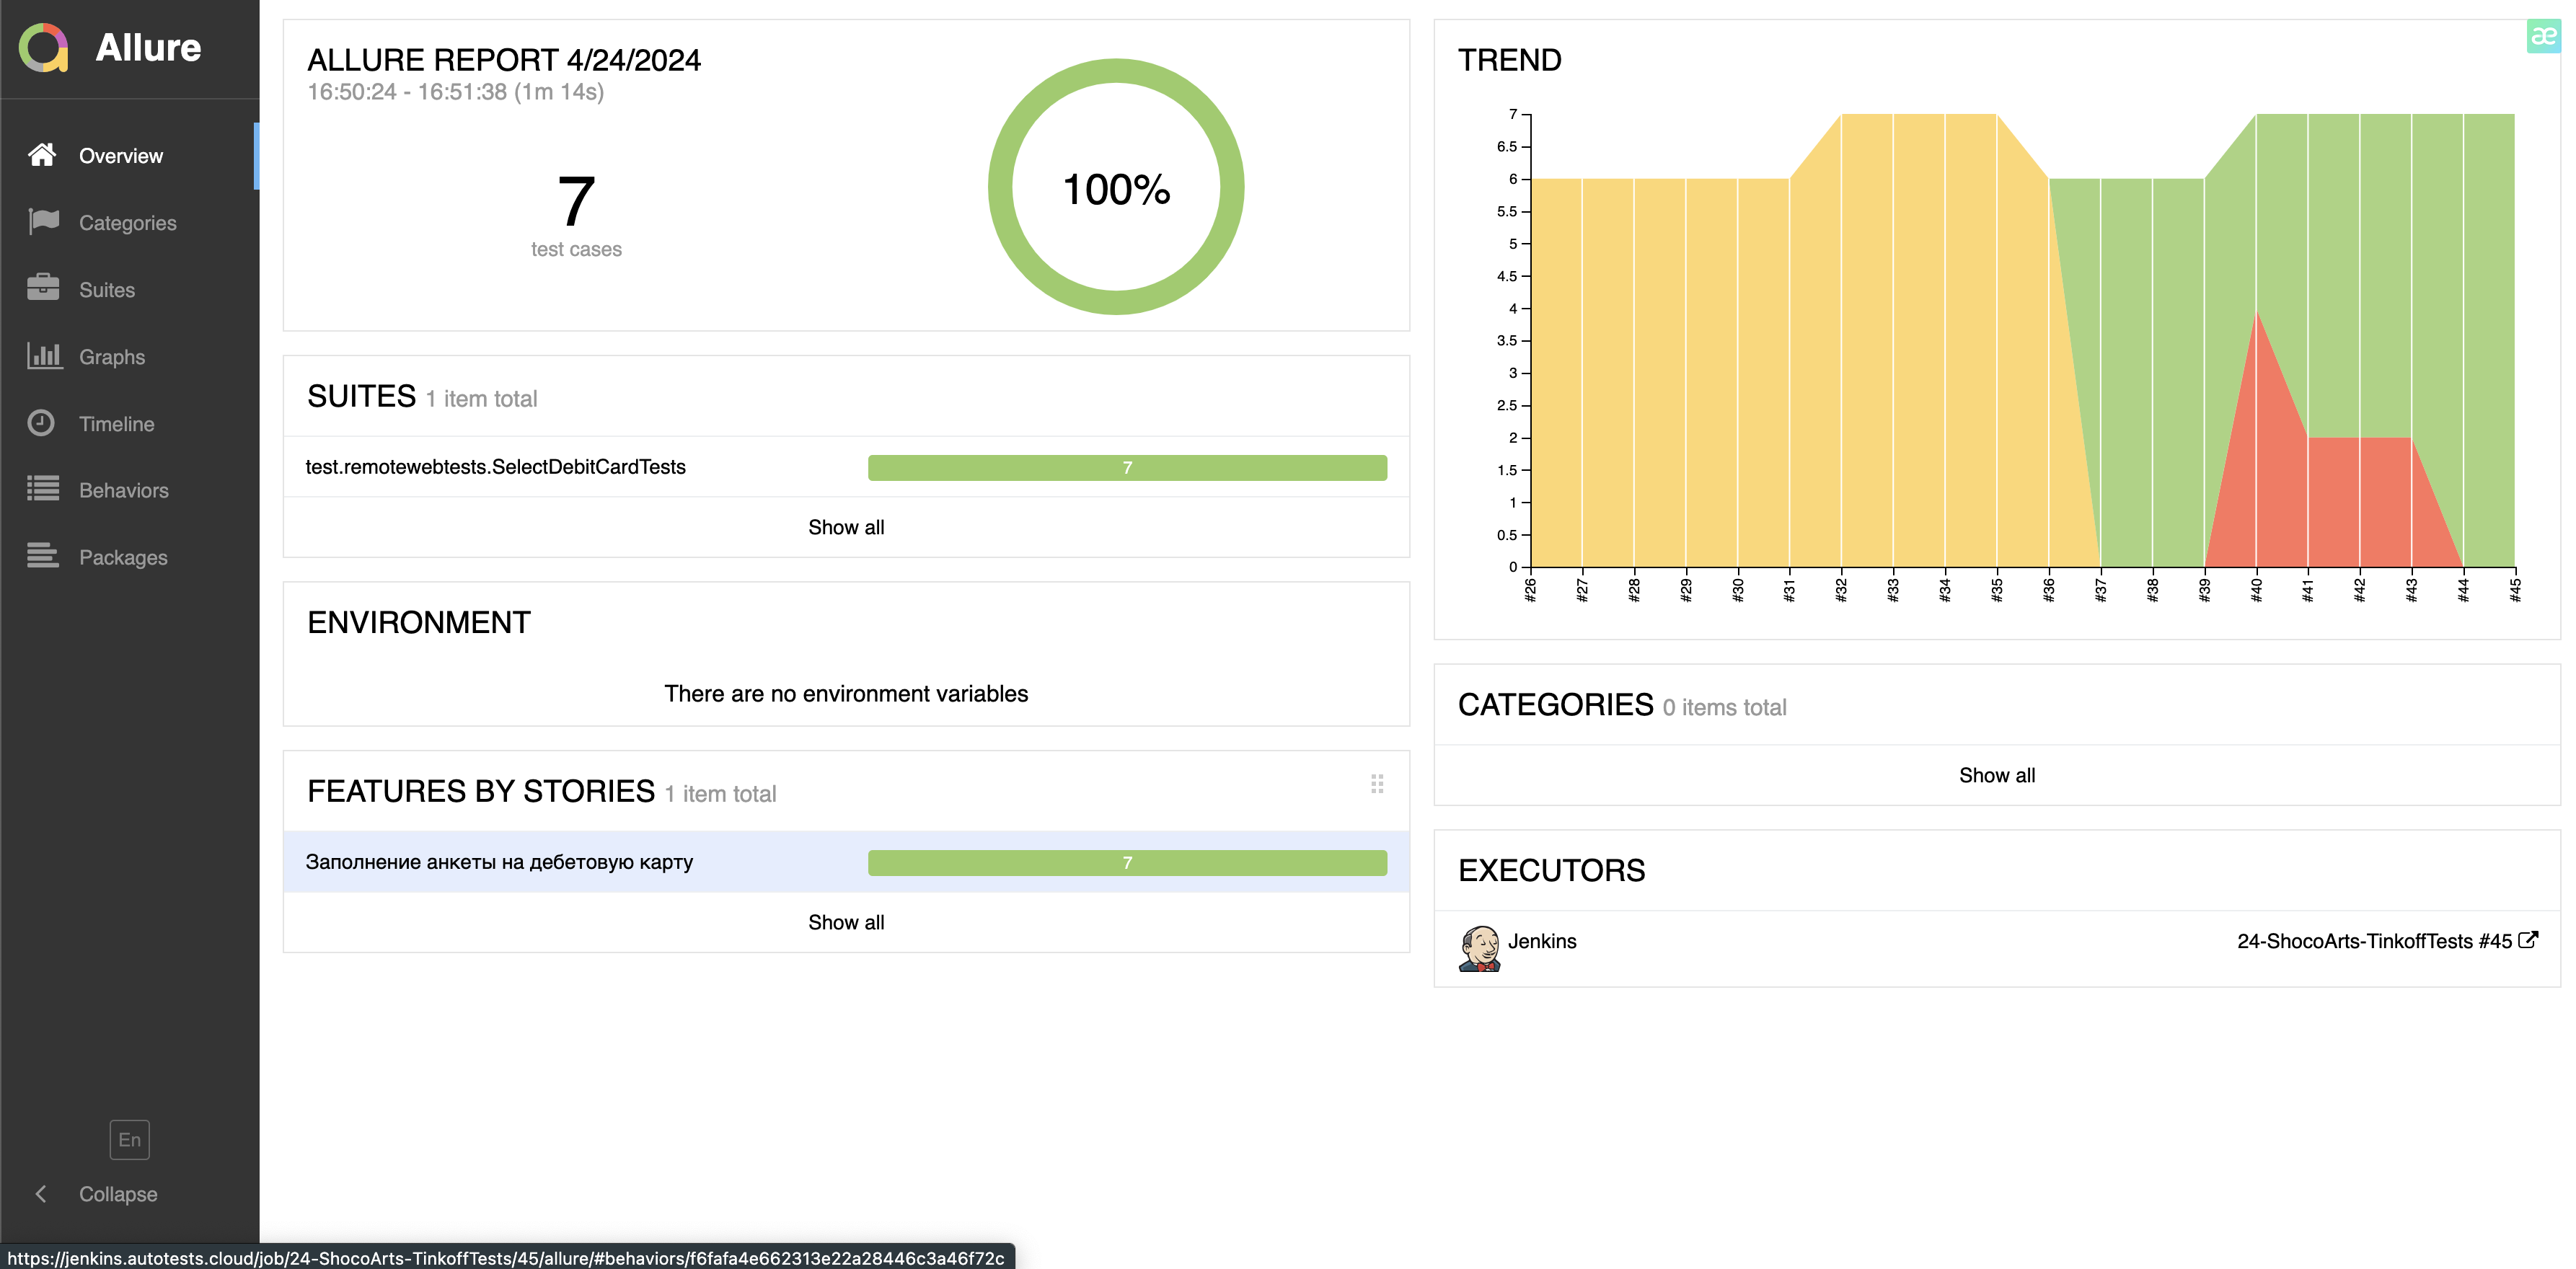 Allure
Overview
Categories
Suites
Graphs
Timeline
Behaviors
Packages
En
Collapse
ALLURE REPORT 4/24/2024
16:50:24 - 16:51:38 (1m 14s)
7
test cases
100%
SUITES 1 item total
test.remotewebtests.SelectDebitCardTests 7
Show all
ENVIRONMENT
There are no environment variables
FEATURES BY STORIES 1 item total
Заполнение анкеты на дебетовую карту 7
Show all
TREND
æ
7
6.5
6
5.5
5
4.5
4
3.5
3
2.5
2
1.5
1
0.5
0
#26 #27 #28 #29 #30 #31 #32 #33 #34 #35 #36 #37 #38 #39 #40 #41 #42 #43 #44 #45
CATEGORIES 0 items total
Show all
EXECUTORS
Jenkins 24-ShocoArts-TinkoffTests #45
https://jenkins.autotests.cloud/job/24-ShocoArts-TinkoffTests/45/allure/#behaviors/f6fafa4e662313e22a28446c3a46f72c